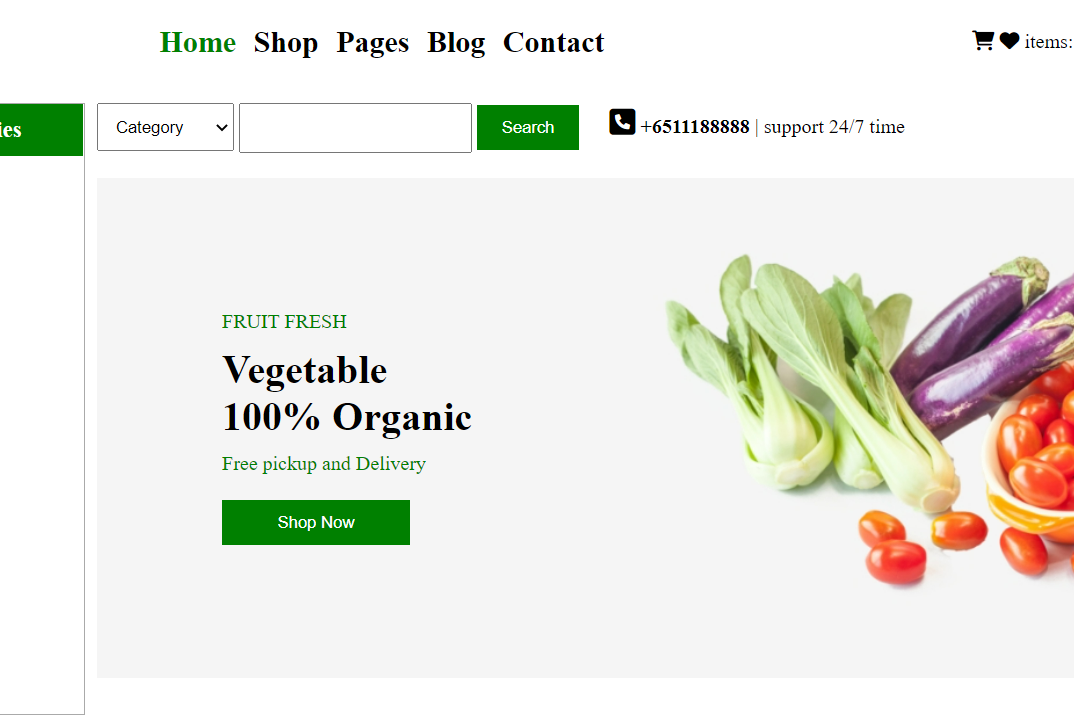 Home Shop Pages Blog Contact
items:
ies
Category
Search
+6511188888 | support 24/7 time
FRUIT FRESH
Vegetable
100% Organic
Free pickup and Delivery
Shop Now